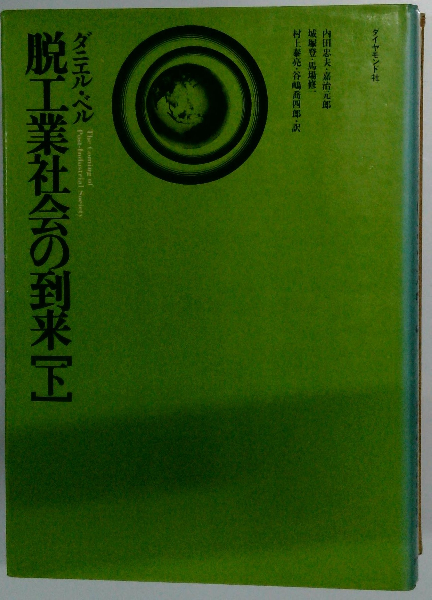 ダイヤモンド社
内田忠夫・嘉治元郎
城塚登・馬場修一
村上泰亮・谷嶋喬四郎・訳
ダニエル・ベル
The Coming of
Post-Industrial Society
脱工業社会の到来[下]